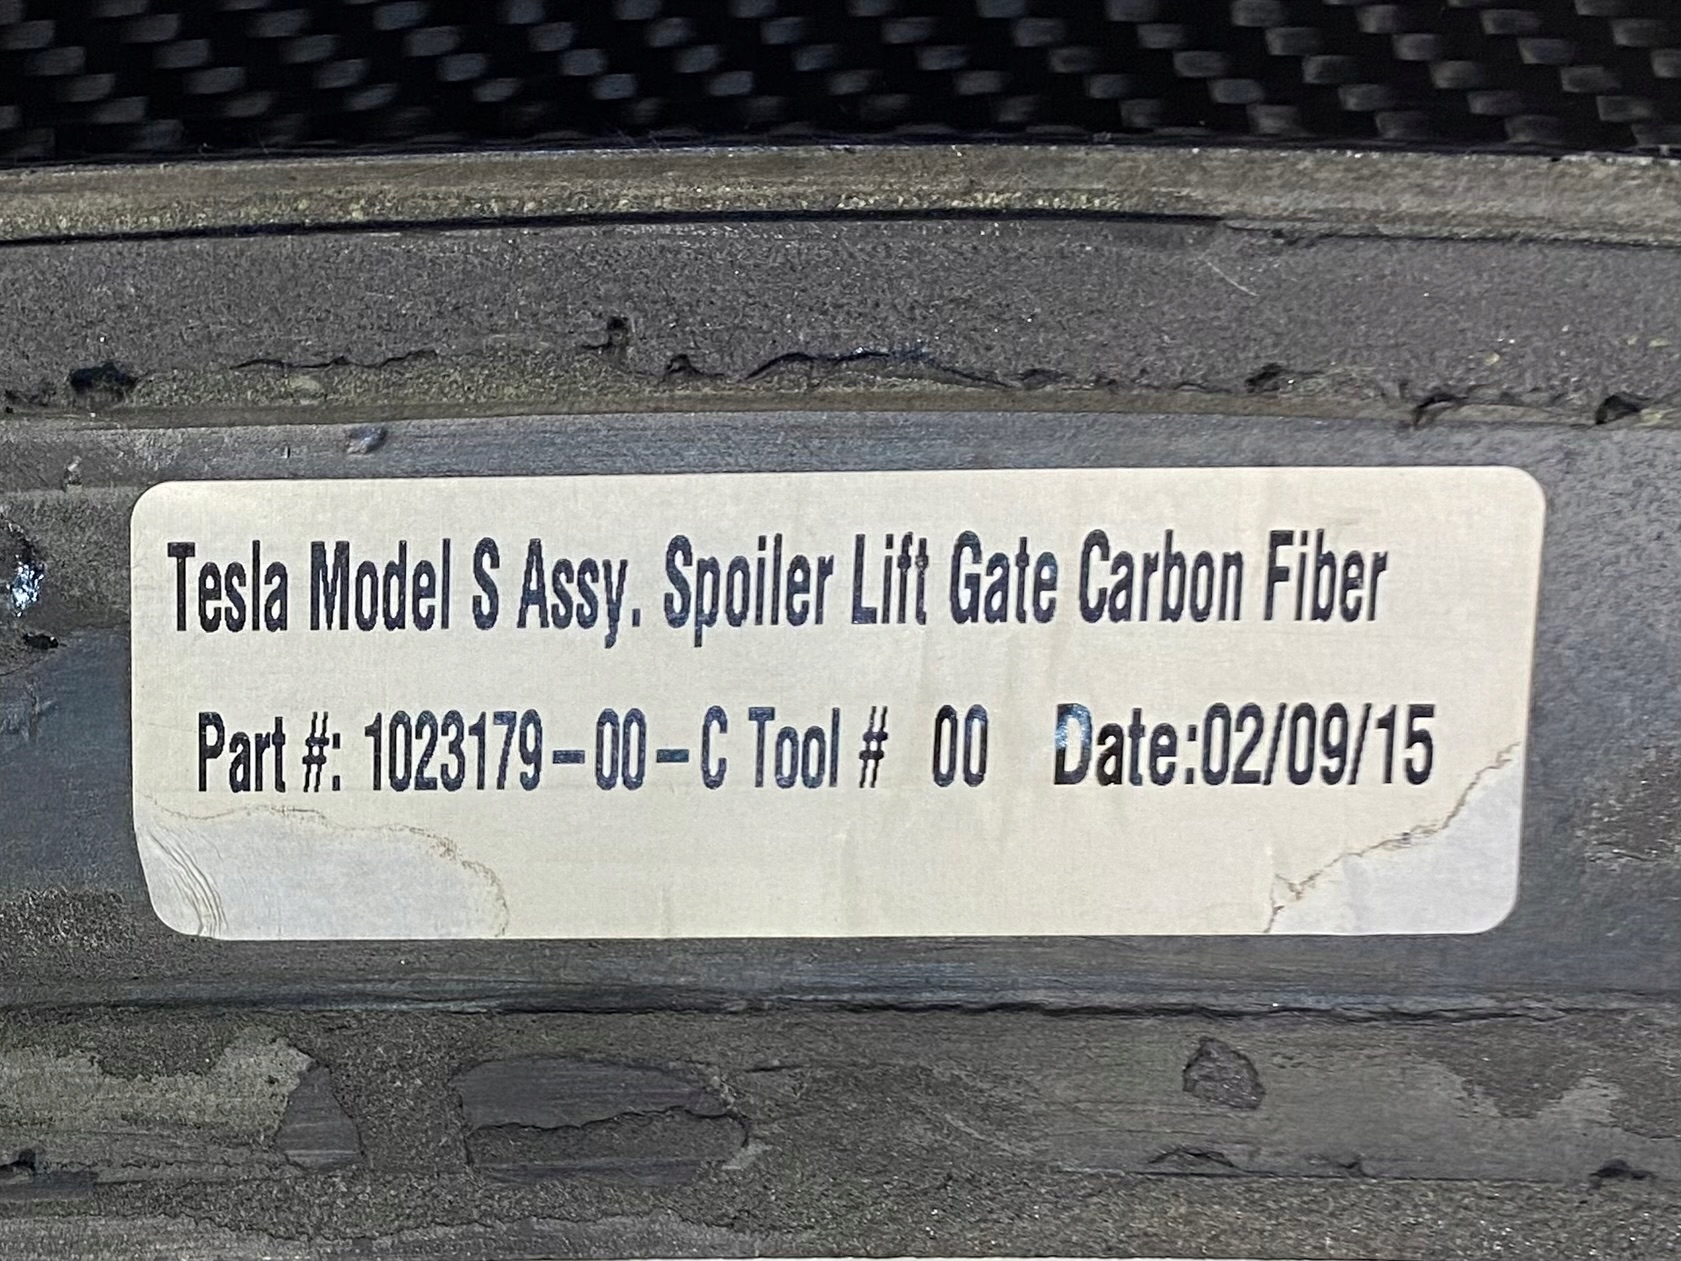 Tesla Model S Assy. Spoiler Lift Gate Carbon Fiber
Part #: 1023179-00-C Tool # 00 Date:02/09/15